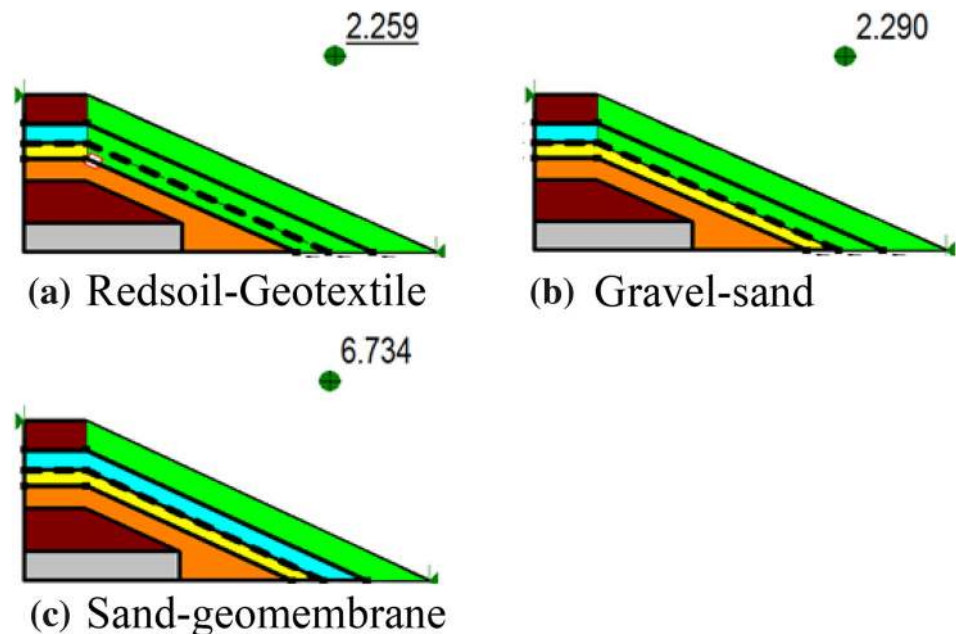 2.259
2.290
(a) Redsoil-Geotextile
(b) Gravel-sand
6.734
(c) Sand-geomembrane